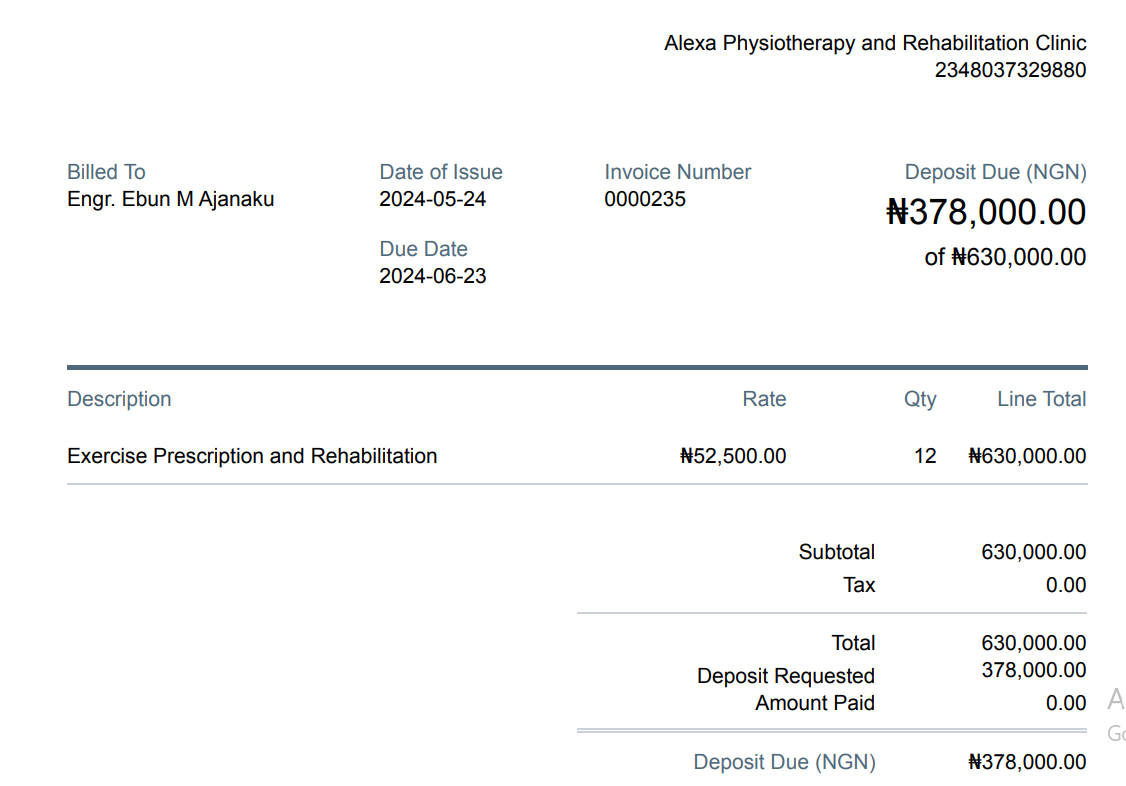 Alexa Physiotherapy and Rehabilitation Clinic
2348037329880
Billed To
Engr. Ebun M Ajanaku
Date of Issue
2024-05-24
Due Date
2024-06-23
Invoice Number
0000235
Deposit Due (NGN)
₦378,000.00
of ₦630,000.00
Description Rate Qty Line Total
Exercise Prescription and Rehabilitation ₦52,500.00 12 ₦630,000.00
Subtotal 630,000.00
Tax 0.00
Total 630,000.00
Deposit Requested 378,000.00
Amount Paid 0.00
Deposit Due (NGN) ₦378,000.00